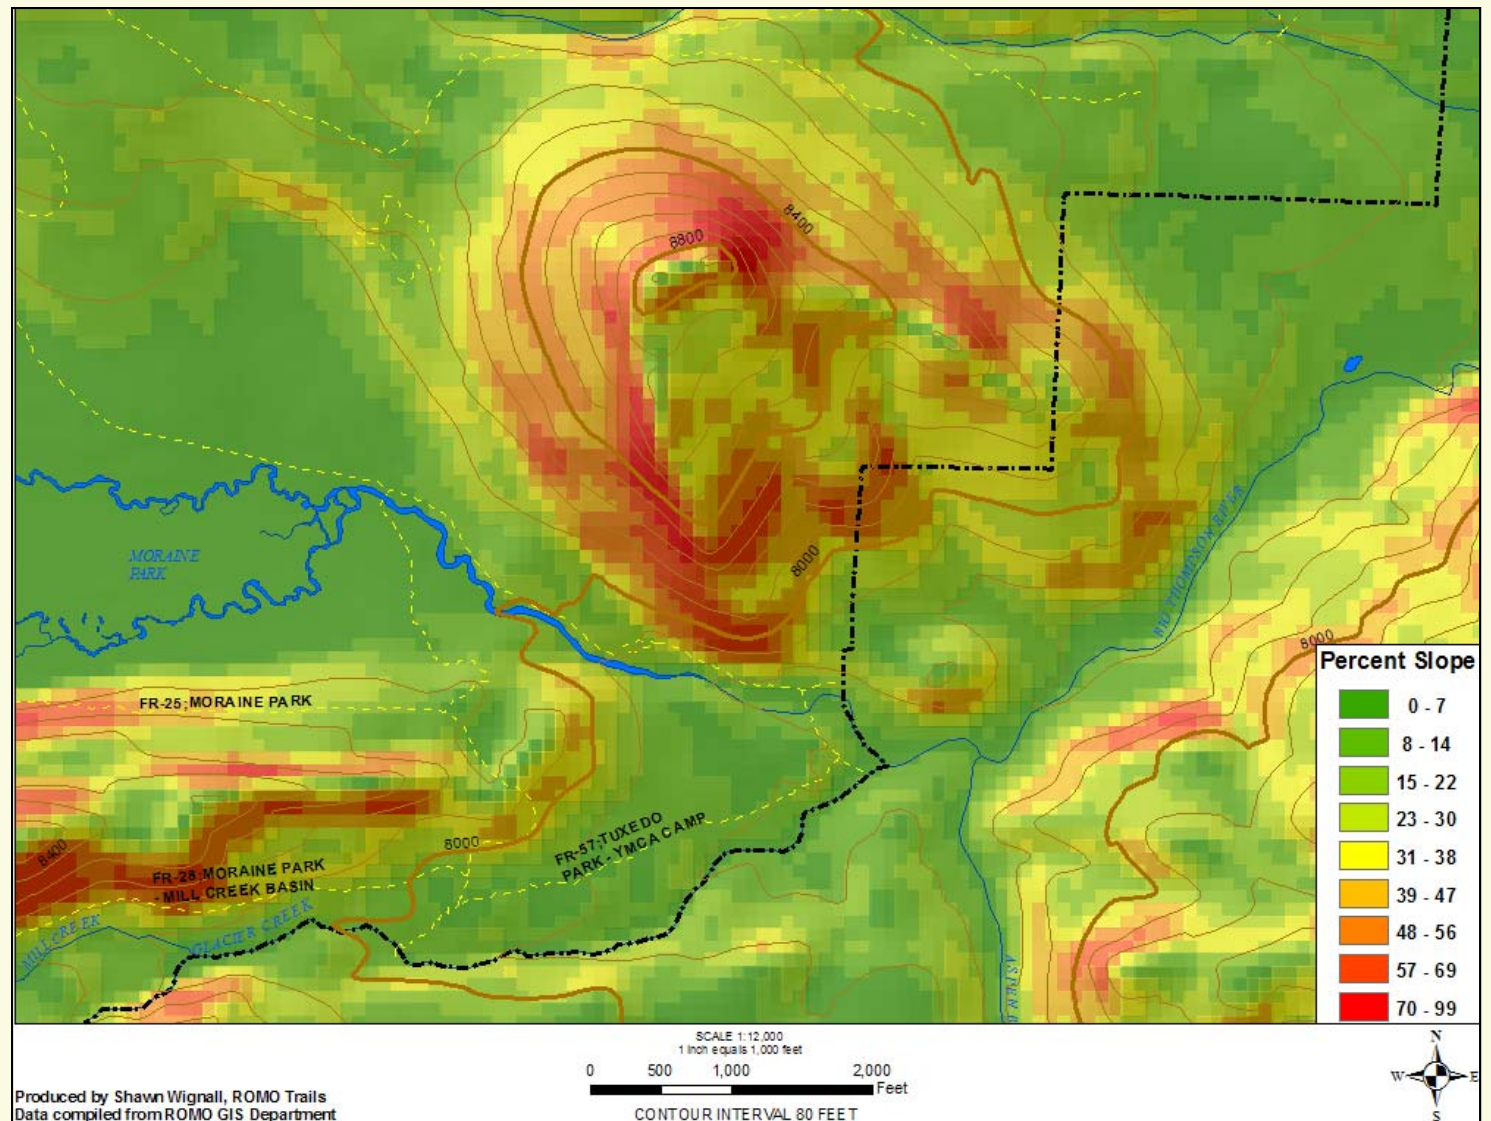 8400
8800
MORAINE
PARK
8000
BIG THOMPSON RIVER
8000
FR-25;MORAINE PARK
8000
FR-57;TUXEDO
PARK - YMCA CAMP
8400
FR-28;MORAINE PARK
- MILL CREEK BASIN
MILL CREEK
GLACIER CREEK
ASPEN B
Percent Slope
0 - 7
8 - 14
15 - 22
23 - 30
31 - 38
39 - 47
48 - 56
57 - 69
70 - 99
SCALE 1:12,000
1 inch equals 1,000 feet
0 500 1,000 2,000
Feet
CONTOUR INTERVAL 80 FEET
Produced by Shawn Wignall, ROMO Trails
Data compiled from ROMO GIS Department
N
W E
S